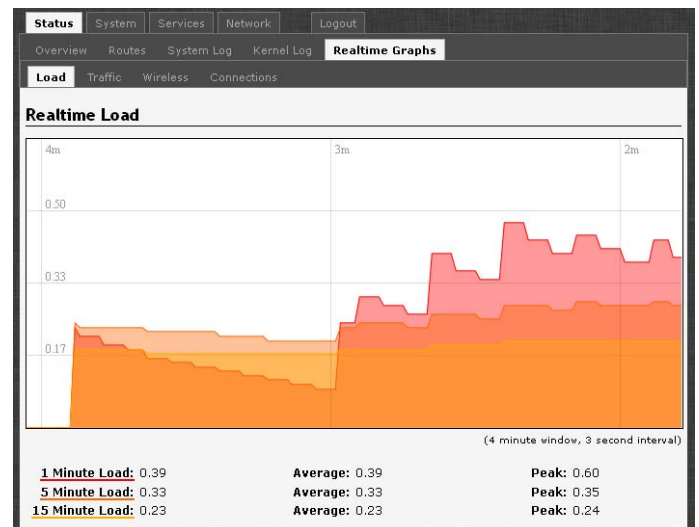 Status System Services Network Logout
Overview Routes System Log Kernel Log Realtime Graphs
Load Traffic Wireless Connections
Realtime Load
4m 3m 2m
0.50
0.33
0.17
(4 minute window, 3 second interval)
1 Minute Load: 0.39 Average: 0.39 Peak: 0.60
5 Minute Load: 0.33 Average: 0.33 Peak: 0.35
15 Minute Load: 0.23 Average: 0.23 Peak: 0.24